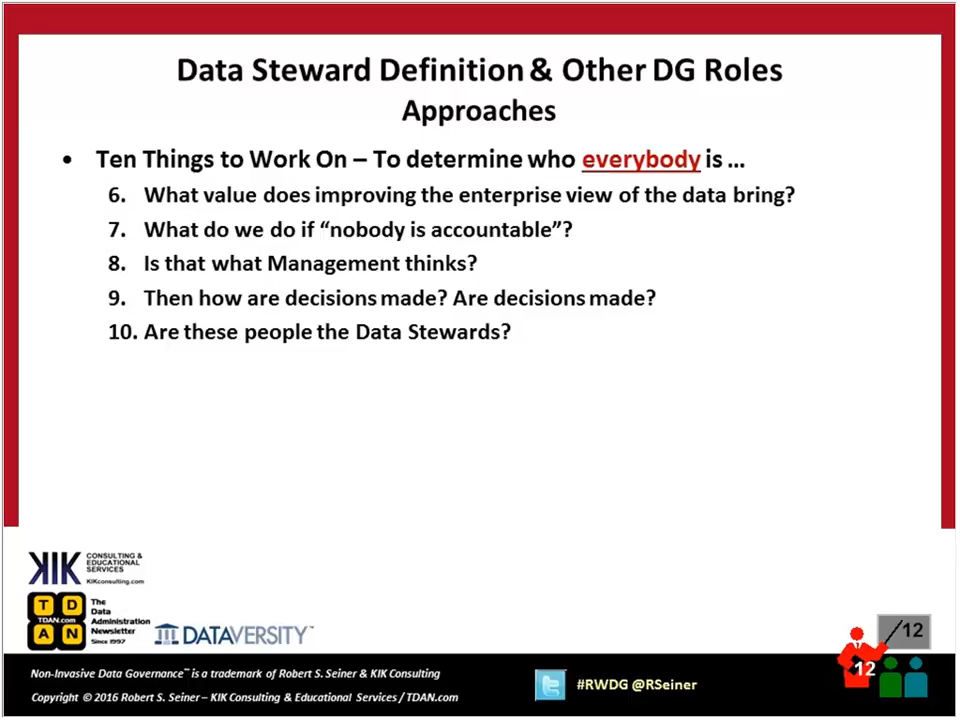 Data Steward Definition & Other DG Roles
Approaches
• Ten Things to Work On – To determine who everybody is …
6. What value does improving the enterprise view of the data bring?
7. What do we do if “nobody is accountable”?
8. Is that what Management thinks?
9. Then how are decisions made? Are decisions made?
10. Are these people the Data Stewards?
KIK
CONSULTING &
EDUCATIONAL
SERVICES
KIKconsulting.com
T D
TDAN.com
A N
The
Data
Administration
Newsletter
Since 1997
DATAVERSITY™
/12
12
Non-Invasive Data Governance™ is a trademark of Robert S. Seiner & KIK Consulting
Copyright © 2016 Robert S. Seiner – KIK Consulting & Educational Services / TDAN.com
#RWDG @RSeiner